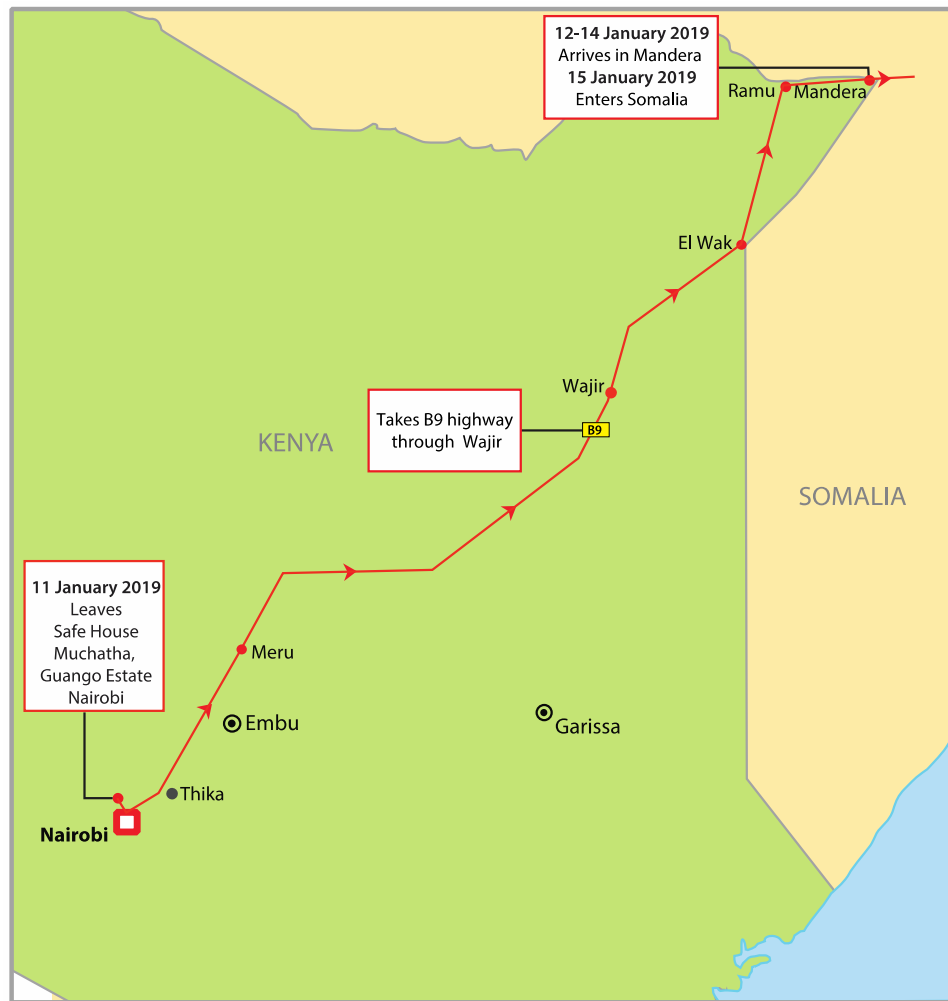 12-14 January 2019
Arrives in Mandera
15 January 2019
Enters Somalia
Ramu
Mandera
El Wak
Wajir
Takes B9 highway
through Wajir
B9
KENYA
SOMALIA
11 January 2019
Leaves
Safe House
Muchatha,
Guango Estate
Nairobi
Meru
Embu
Garissa
Thika
Nairobi